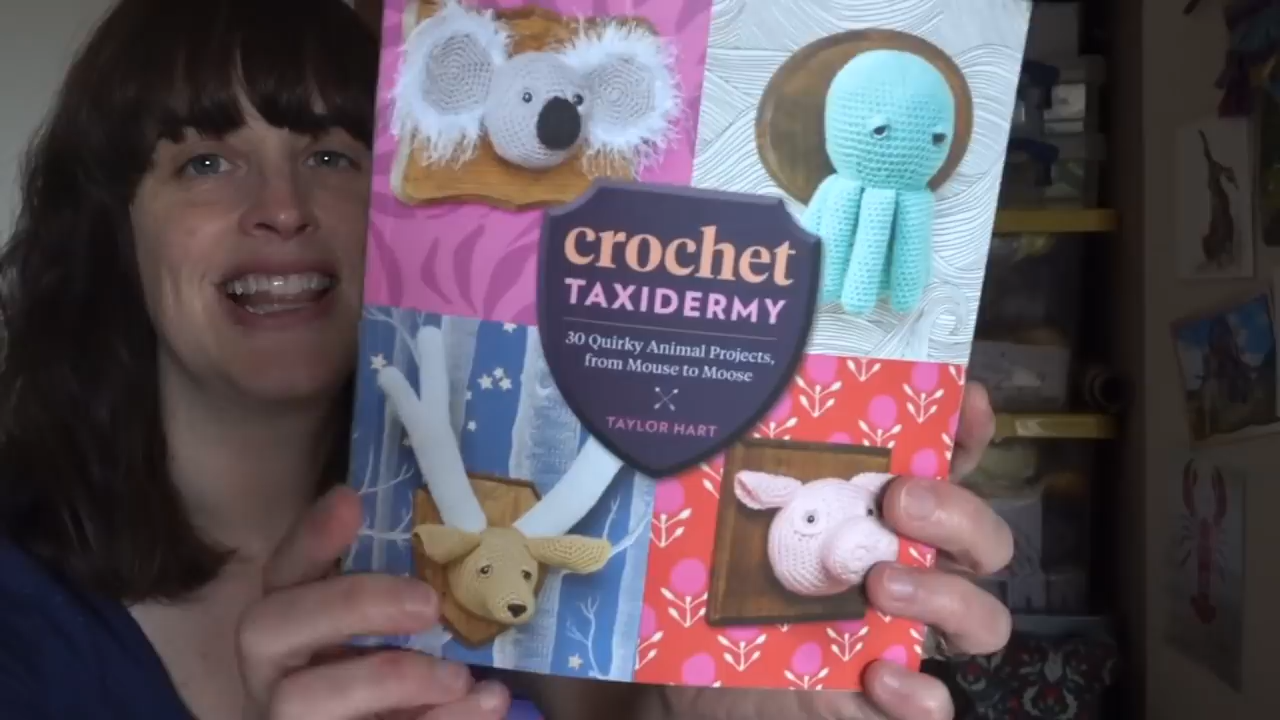 crochet
TAXIDERMY
30 Quirky Animal Projects,
from Mouse to Moose
TAYLOR HART